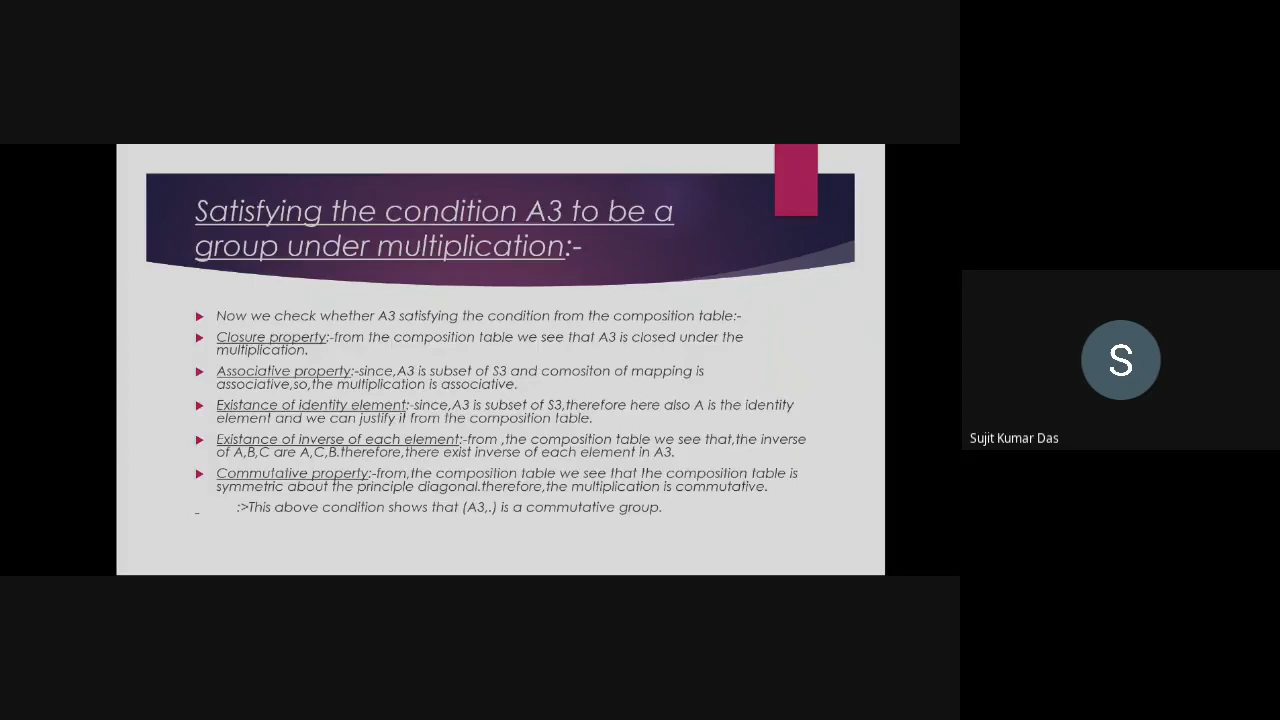 Satisfying the condition A3 to be a
group under multiplication:-
Now we check whether A3 satisfying the condition from the composition table:-
Closure property:-from the composition table we see that A3 is closed under the
multiplication.
Associative property:-since,A3 is subset of S3 and comositon of mapping is
associative,so,the multiplication is associative.
Existance of identity element:-since,A3 is subset of S3,therefore here also A is the identity
element and we can justify it from the composition table.
Existance of inverse of each element:-from ,the composition table we see that,the inverse
of A,B,C are A,C,B.therefore,there exist inverse of each element in A3.
Commutative property:-from,the composition table we see that the composition table is
symmetric about the principle diagonal.therefore,the multiplication is commutative.
:>This above condition shows that (A3,.) is a commutative group.
S
Sujit Kumar Das